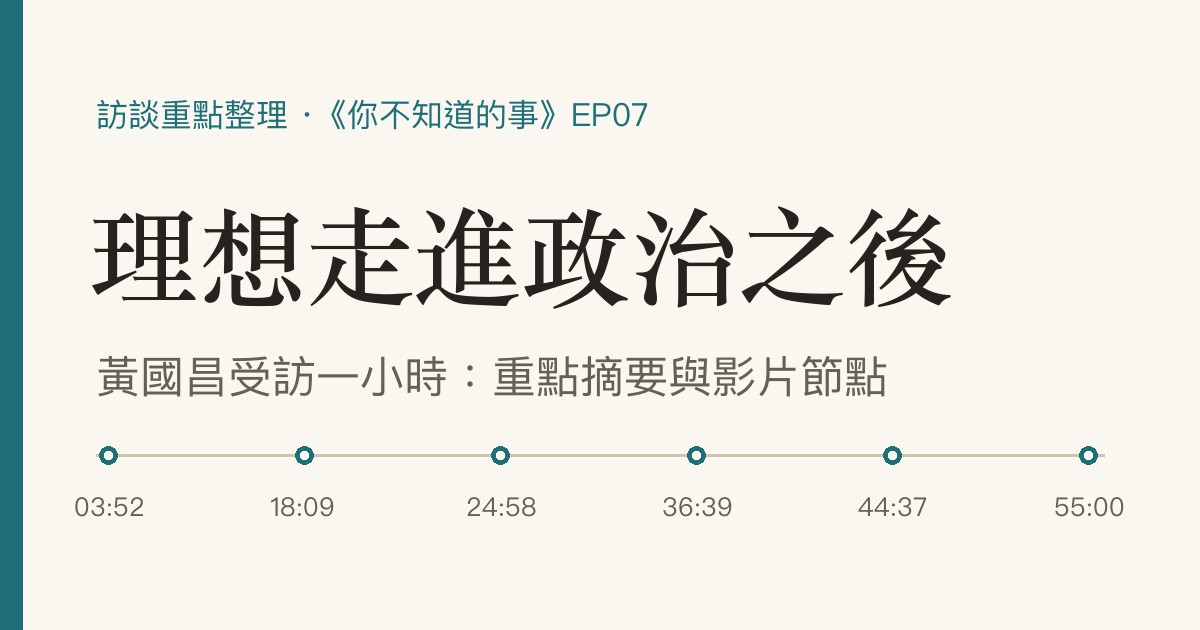 訪談重點整理 ·《你不知道的事》EP07
理想走進政治之後
黃國昌受訪一小時：重點摘要與影片節點
03:52 18:09 24:58 36:39 44:37 55:00